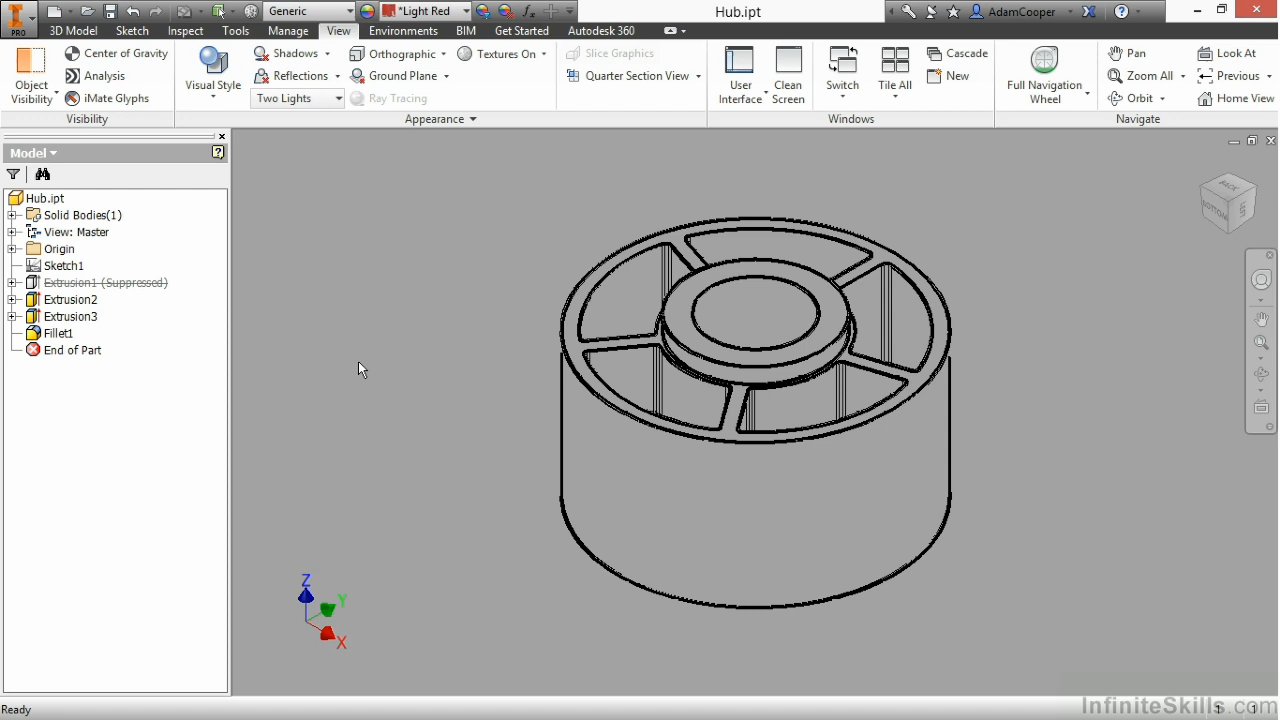 Generic
*Light Red
Hub.ipt
AdamCooper
PRO
3D Model
Sketch
Inspect
Tools
Manage
View
Environments
BIM
Get Started
Autodesk 360
Object
Visibility
Center of Gravity
Analysis
iMate Glyphs
Visibility
Visual Style
Shadows
Reflections
Two Lights
Orthographic
Ground Plane
Ray Tracing
Textures On
Appearance
Slice Graphics
Quarter Section View
User
Interface
Clean
Screen
Switch
Tile All
Cascade
New
Windows
Full Navigation
Wheel
Pan
Zoom All
Orbit
Look At
Previous
Home View
Navigate
Model
Hub.ipt
Solid Bodies(1)
View: Master
Origin
Sketch1
Extrusion1 (Suppressed)
Extrusion2
Extrusion3
Fillet1
End of Part
BACK
BOTTOM
Z
Y
X
Ready
1
1
InfiniteSkills.com